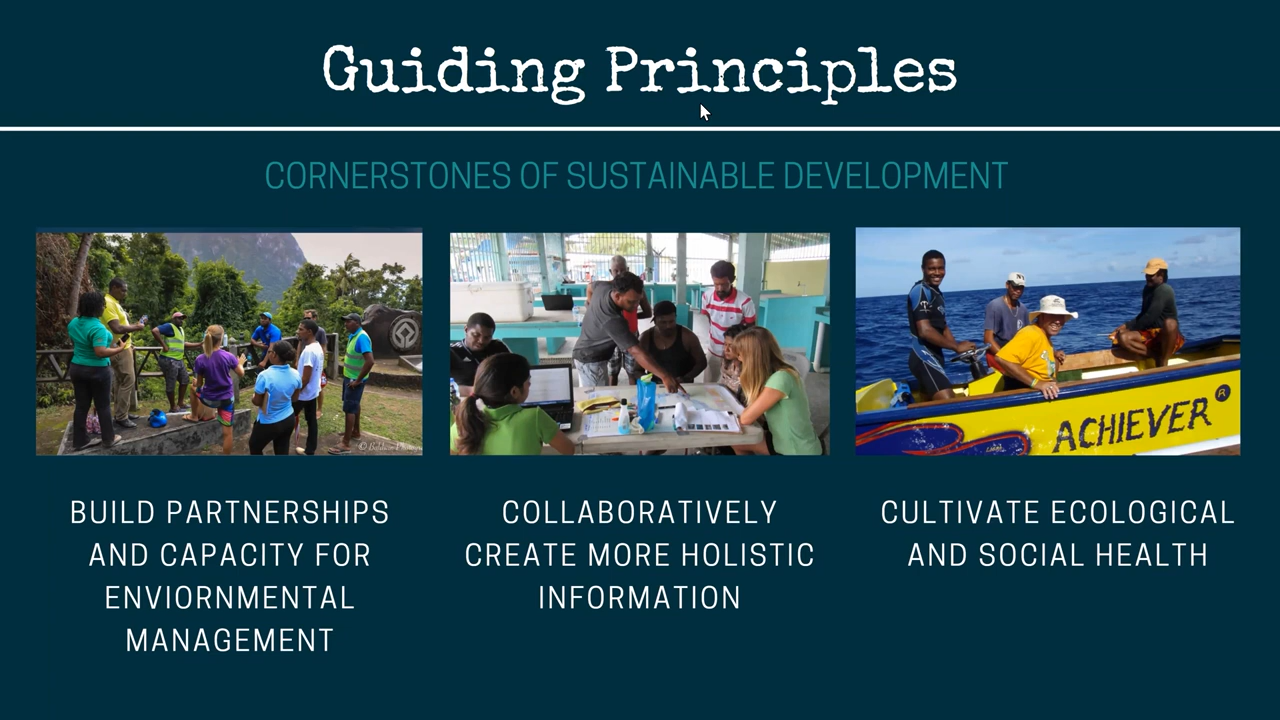 Guiding Principles
CORNERSTONES OF SUSTAINABLE DEVELOPMENT
© Baldwin
ACHIEVER ®
BUILD PARTNERSHIPS
AND CAPACITY FOR
ENVIORNMENTAL
MANAGEMENT
COLLABORATIVELY
CREATE MORE HOLISTIC
INFORMATION
CULTIVATE ECOLOGICAL
AND SOCIAL HEALTH